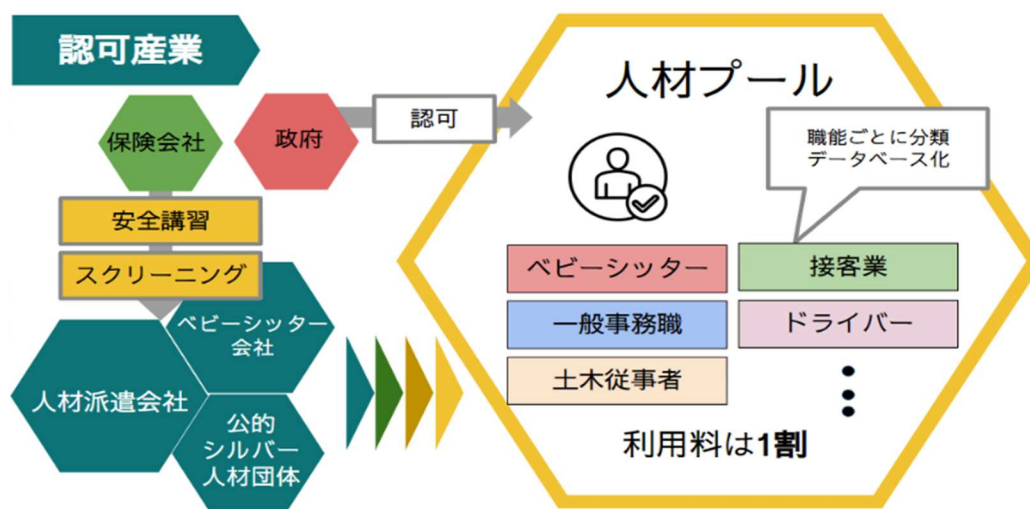 認可産業
保険会社
政府
認可
安全講習
スクリーニング
ベビーシッター
会社
人材派遣会社
公的
シルバー
人材団体
人材プール
職能ごとに分類
データベース化
ベビーシッター
接客業
一般事務職
ドライバー
土木従事者
利用料は1割